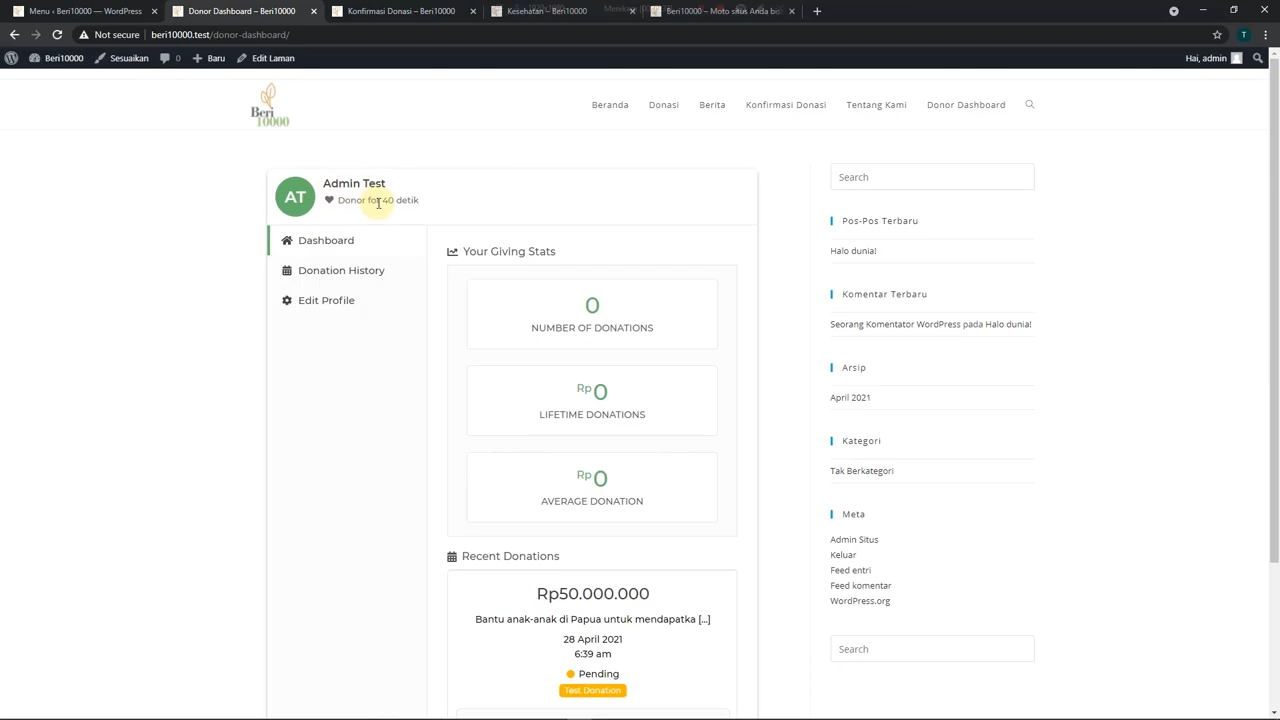 Menu ‹ Beri10000 — WordPress
Donor Dashboard – Beri10000
Konfirmasi Donasi – Beri10000
Kesehatan – Beri10000
Beri10000 – Moto situs Anda bis
Not secure
beri10000.test/donor-dashboard/
T
Beri10000
Sesuaikan
0
Baru
Edit Laman
Hai, admin
Beri
10000
Beranda
Donasi
Berita
Konfirmasi Donasi
Tentang Kami
Donor Dashboard
AT
Admin Test
Donor for 40 detik
Dashboard
Donation History
Edit Profile
Your Giving Stats
0
NUMBER OF DONATIONS
Rp0
LIFETIME DONATIONS
Rp0
AVERAGE DONATION
Recent Donations
Rp50.000.000
Bantu anak-anak di Papua untuk mendapatka [...]
28 April 2021
6:39 am
Pending
Test Donation
Search
Pos-Pos Terbaru
Halo dunia!
Komentar Terbaru
Seorang Komentator WordPress pada Halo dunia!
Arsip
April 2021
Kategori
Tak Berkategori
Meta
Admin Situs
Keluar
Feed entri
Feed komentar
WordPress.org
Search